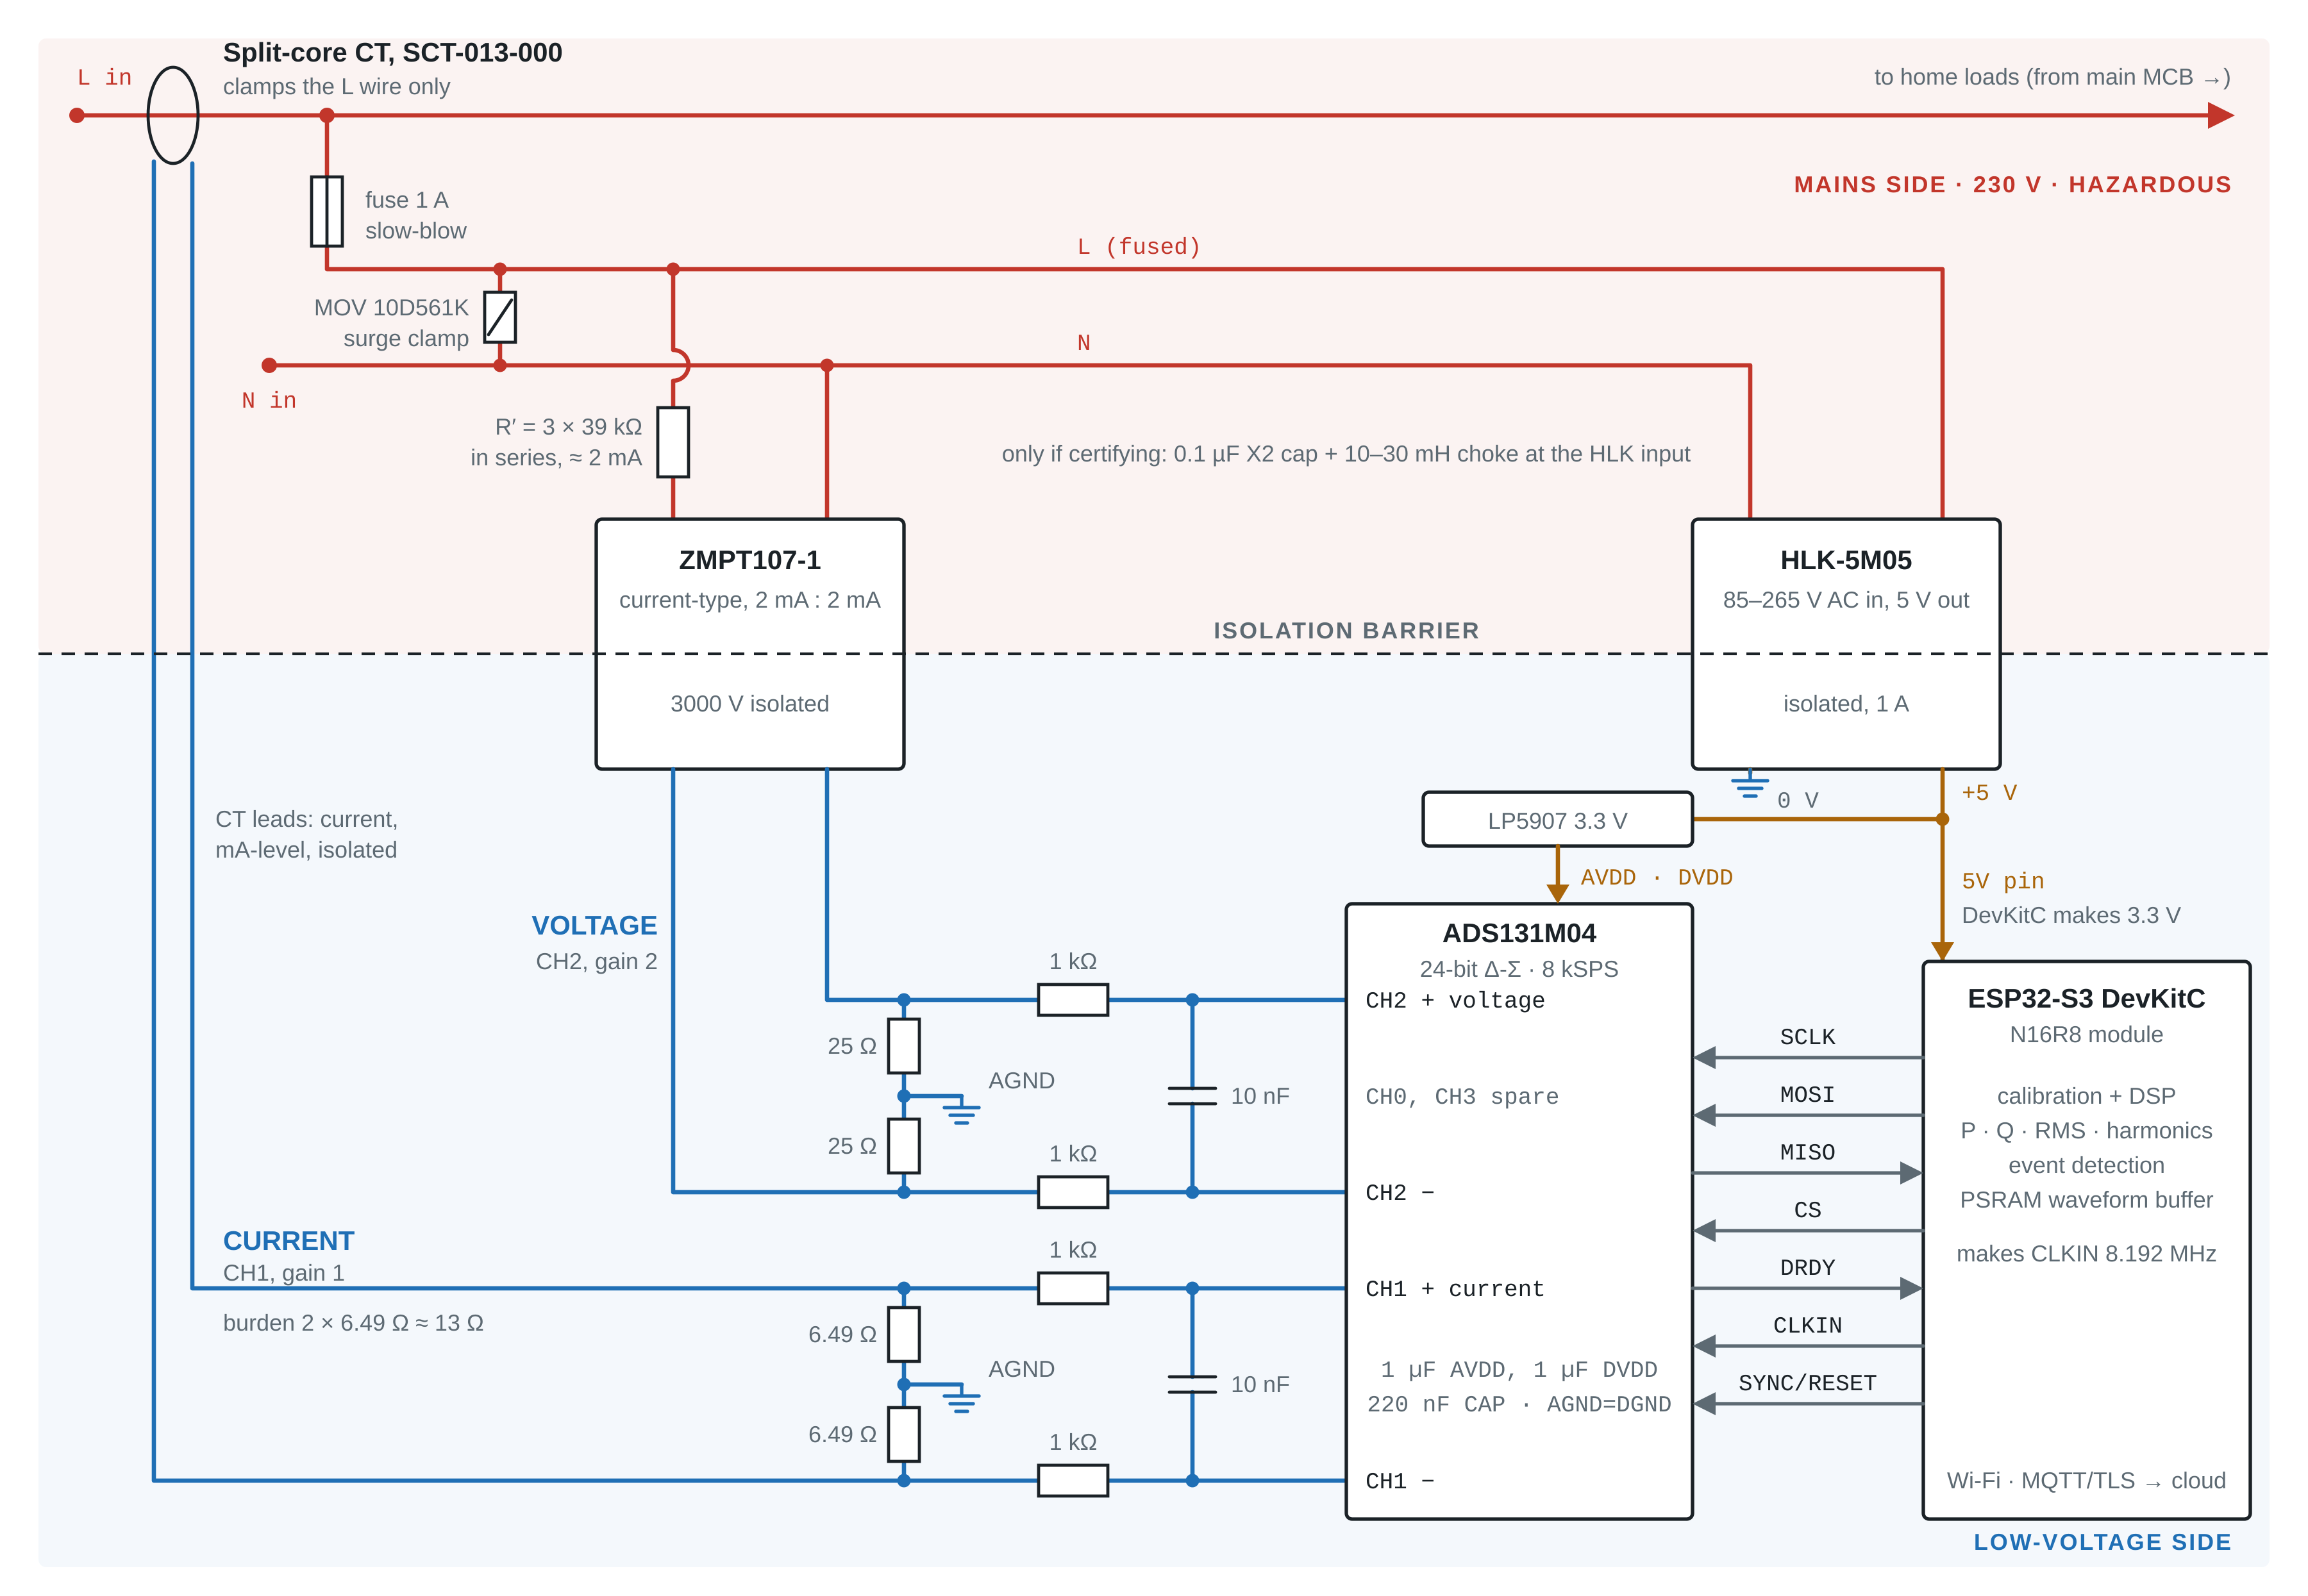 Split-core CT, SCT-013-000
L in
clamps the L wire only
to home loads (from main MCB →)
MAINS SIDE · 230 V · HAZARDOUS
fuse 1 A
slow-blow
L (fused)
MOV 10D561K
surge clamp
N
N in
R′ = 3 × 39 kΩ
in series, ≈ 2 mA
only if certifying: 0.1 µF X2 cap + 10–30 mH choke at the HLK input
ZMPT107-1
current-type, 2 mA : 2 mA
3000 V isolated
HLK-5M05
85–265 V AC in, 5 V out
isolated, 1 A
ISOLATION BARRIER
0 V
+5 V
LP5907 3.3 V
AVDD · DVDD
5V pin
DevKitC makes 3.3 V
CT leads: current,
mA-level, isolated
VOLTAGE
CH2, gain 2
1 kΩ
25 Ω
AGND
10 nF
25 Ω
1 kΩ
CURRENT
CH1, gain 1
burden 2 × 6.49 Ω ≈ 13 Ω
1 kΩ
6.49 Ω
AGND
10 nF
6.49 Ω
1 kΩ
ADS131M04
24-bit Δ-Σ · 8 kSPS
CH2 + voltage
CH0, CH3 spare
CH2 −
CH1 + current
1 µF AVDD, 1 µF DVDD
220 nF CAP · AGND=DGND
CH1 −
SCLK
MOSI
MISO
CS
DRDY
CLKIN
SYNC/RESET
ESP32-S3 DevKitC
N16R8 module
calibration + DSP
P · Q · RMS · harmonics
event detection
PSRAM waveform buffer
makes CLKIN 8.192 MHz
Wi-Fi · MQTT/TLS → cloud
LOW-VOLTAGE SIDE